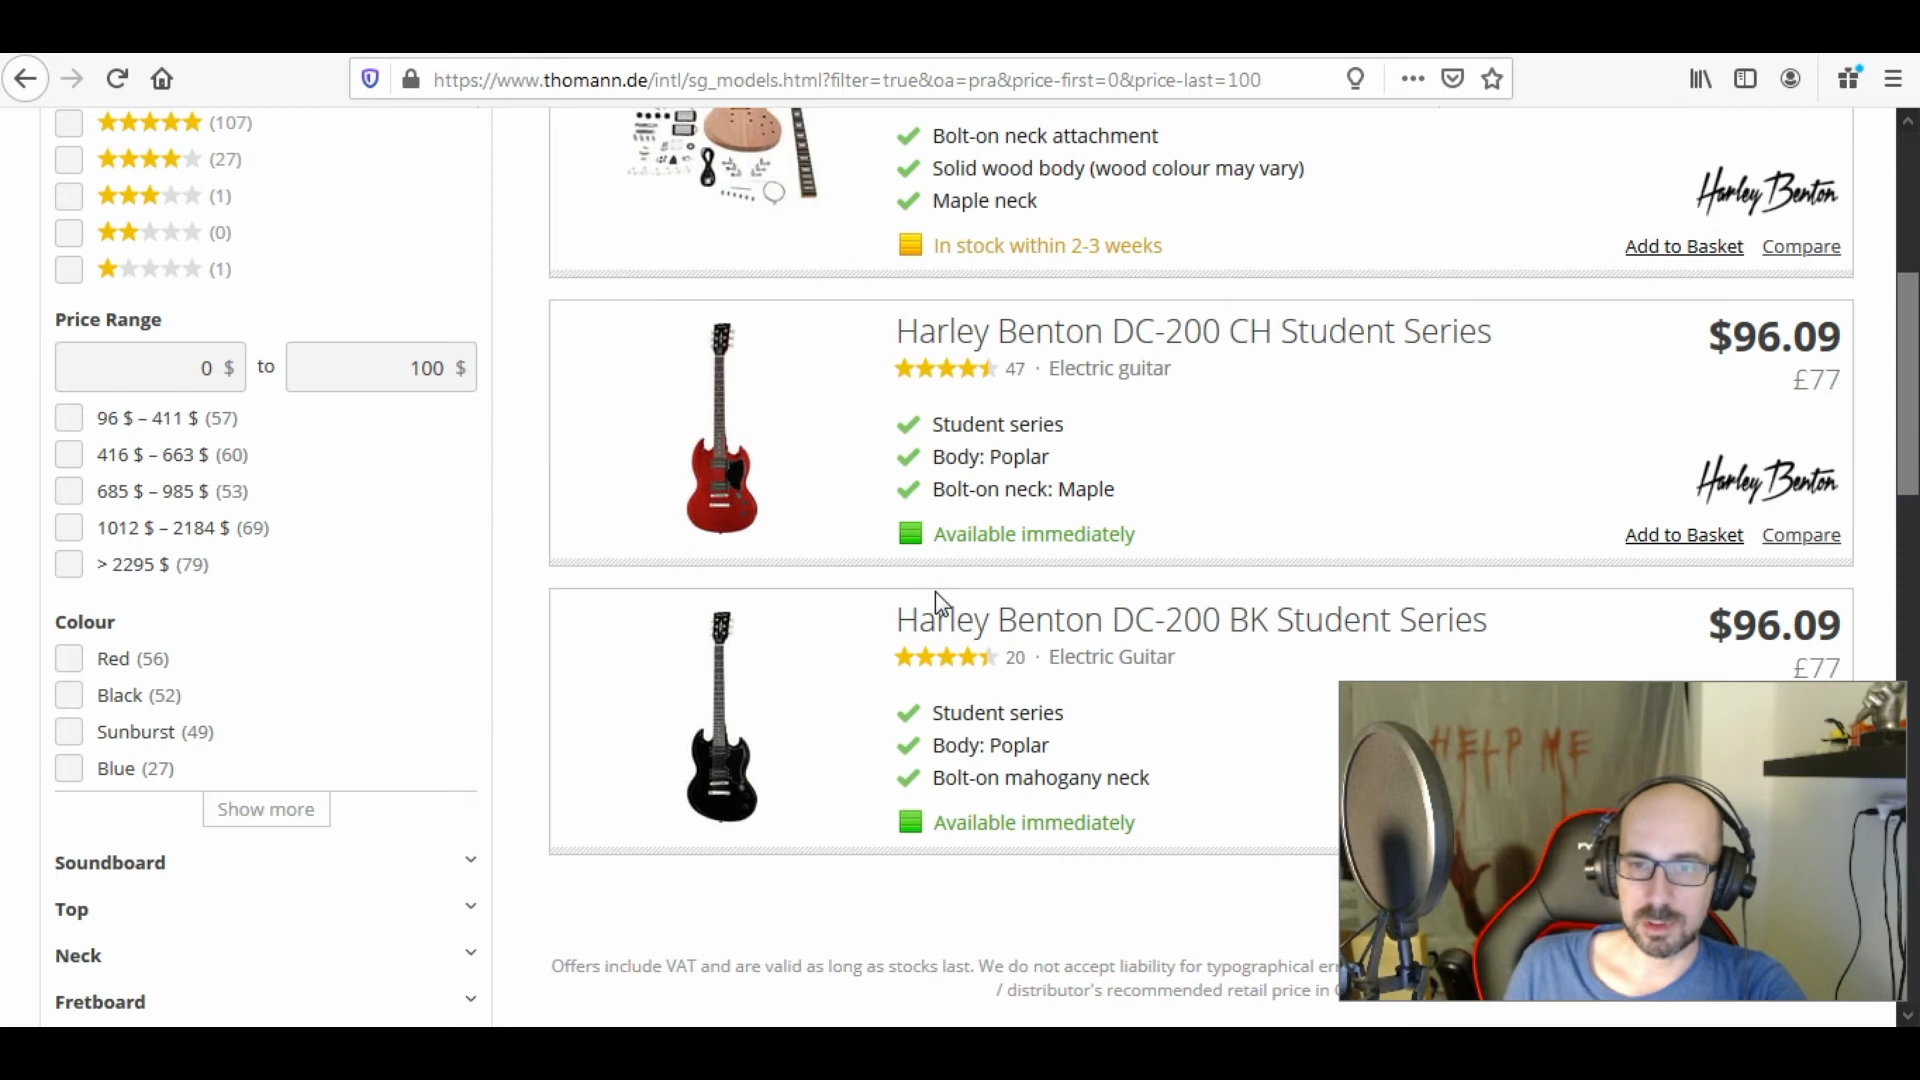 https://www.thomann.de/intl/sg_models.html?filter=true&oa=pra&price-first=0&price-last=100
(107)
(27)
(1)
(0)
(1)
Price Range
0 $ to 100 $
96 $ – 411 $ (57)
416 $ – 663 $ (60)
685 $ – 985 $ (53)
1012 $ – 2184 $ (69)
> 2295 $ (79)
Colour
Red (56)
Black (52)
Sunburst (49)
Blue (27)
Show more
Soundboard
Top
Neck
Fretboard
Bolt-on neck attachment
Solid wood body (wood colour may vary)
Maple neck
In stock within 2-3 weeks
Harley Benton
Add to Basket Compare
Harley Benton DC-200 CH Student Series
$96.09
47 · Electric guitar
£77
Student series
Body: Poplar
Bolt-on neck: Maple
Harley Benton
Available immediately
Add to Basket Compare
Harley Benton DC-200 BK Student Series
$96.09
20 · Electric Guitar
£77
Student series
Body: Poplar
Bolt-on mahogany neck
Available immediately
HELP ME
Offers include VAT and are valid as long as stocks last. We do not accept liability for typographical
/ distributor's recommended retail price in